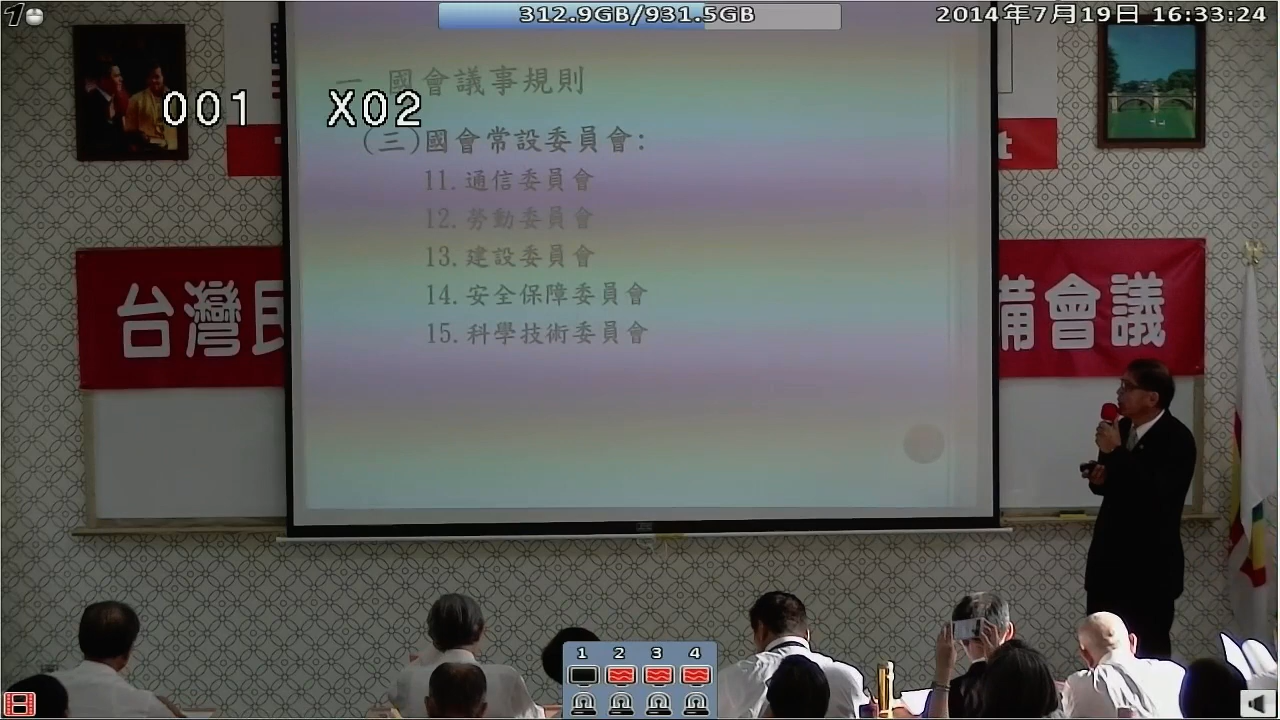 1
312.9GB/931.5GB
2014年7月19日 16:33:24
001 X02
一、國會議事規則
(三)國會常設委員會:
11.通信委員會
12.勞動委員會
13.建設委員會
14.安全保障委員會
15.科學技術委員會
t
台灣民
備會議
1 2 3 4